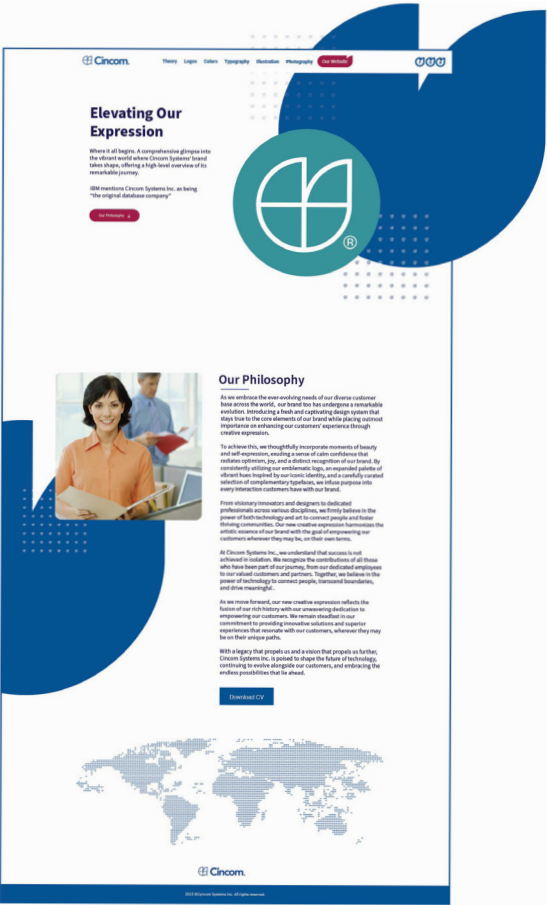 Cincom.
Theory Logos Colors Typography Illustration Photography Our Website
Elevating Our
Expression
Where it all begins. A comprehensive glimpse into
the vibrant world where Cincom Systems' brand
takes shape, offering a high-level overview of its
remarkable journey.
IBM mentions Cincom Systems Inc. as being
"the original database company"
Our Philosophy
®
Our Philosophy
As we embrace the ever-evolving needs of our diverse customer
base across the world, our brand too has undergone a remarkable
evolution. Introducing a fresh and captivating design system that
stays true to the core elements of our brand while placing outmost
importance on enhancing our customers' experience through
creative expression.
To achieve this, we thoughtfully incorporate moments of beauty
and self-expression, exuding a sense of calm confidence that
radiates optimism, joy, and a distinct recognition of our brand. By
consistently utilizing our emblematic logo, an expanded palette of
vibrant hues inspired by our iconic identity, and a carefully curated
selection of complementary typefaces, we infuse purpose into
every interaction customers have with our brand.
From visionary innovators and designers to dedicated
professionals across various disciplines, we firmly believe in the
power of both technology and art to connect people and foster
thriving communities. Our new creative expression harmonizes the
artistic essence of our brand with the goal of empowering our
customers wherever they may be, on their own terms.
At Cincom Systems Inc., we understand that success is not
achieved in isolation. We recognize the contributions of all those
who have been part of our journey, from our dedicated employees
to our valued customers and partners. Together, we believe in the
power of technology to connect people, transcend boundaries,
and drive meaningful .
As we move forward, our new creative expression reflects the
fusion of our rich history with our unwavering dedication to
empowering our customers. We remain steadfast in our
commitment to providing innovative solutions and superior
experiences that resonate with our customers, wherever they may
be on their unique paths.
With a legacy that propels us and a vision that propels us further,
Cincom Systems Inc. is poised to shape the future of technology,
continuing to evolve alongside our customers, and embracing the
endless possibilities that lie ahead.
Download CV
Cincom.
Systems Inc. All rights reserved